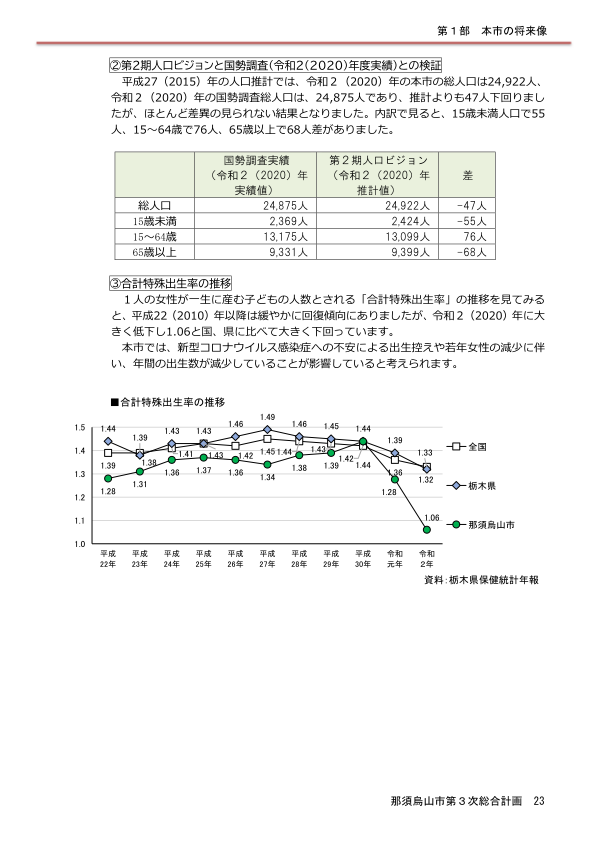 第１部　本市の将来像
②第2期人口ビジョンと国勢調査(令和2(2020)年度実績)との検証
　平成27（2015）年の人口推計では、令和２（2020）年の本市の総人口は24,922人、
令和２（2020）年の国勢調査総人口は、24,875人であり、推計よりも47人下回りまし
たが、ほとんど差異の見られない結果となりました。内訳で見ると、15歳未満人口で55
人、15～64歳で76人、65歳以上で68人差がありました。
国勢調査実績　第２期人口ビジョン
（令和２（2020）年　（令和２（2020）年　差
実績値）　推計値）
総人口　24,875人　24,922人　−47人
15歳未満　2,369人　2,424人　−55人
15～64歳　13,175人　13,099人　76人
65歳以上　9,331人　9,399人　−68人
③合計特殊出生率の推移
　１人の女性が一生に産む子どもの人数とされる「合計特殊出生率」の推移を見てみる
と、平成22（2010）年以降は緩やかに回復傾向にありましたが、令和２（2020）年に大
きく低下し1.06と国、県に比べて大きく下回っています。
　本市では、新型コロナウイルス感染症への不安による出生控えや若年女性の減少に伴
い、年間の出生数が減少していることが影響していると考えられます。
■合計特殊出生率の推移
1.5
1.4
1.3
1.2
1.1
1.0
1.44　1.39　1.43　1.43　1.46　1.49　1.46　1.45　1.44　1.39　1.33
1.39　1.38　1.41　1.43　1.42　1.45　1.44　1.43　1.42　1.36　1.32
1.28　1.31　1.36　1.37　1.36　1.34　1.38　1.39　1.44　1.28　1.06
全国
栃木県
那須烏山市
平成　平成　平成　平成　平成　平成　平成　平成　平成　令和　令和
22年　23年　24年　25年　26年　27年　28年　29年　30年　元年　2年
資料：栃木県保健統計年報
那須烏山市第３次総合計画　23